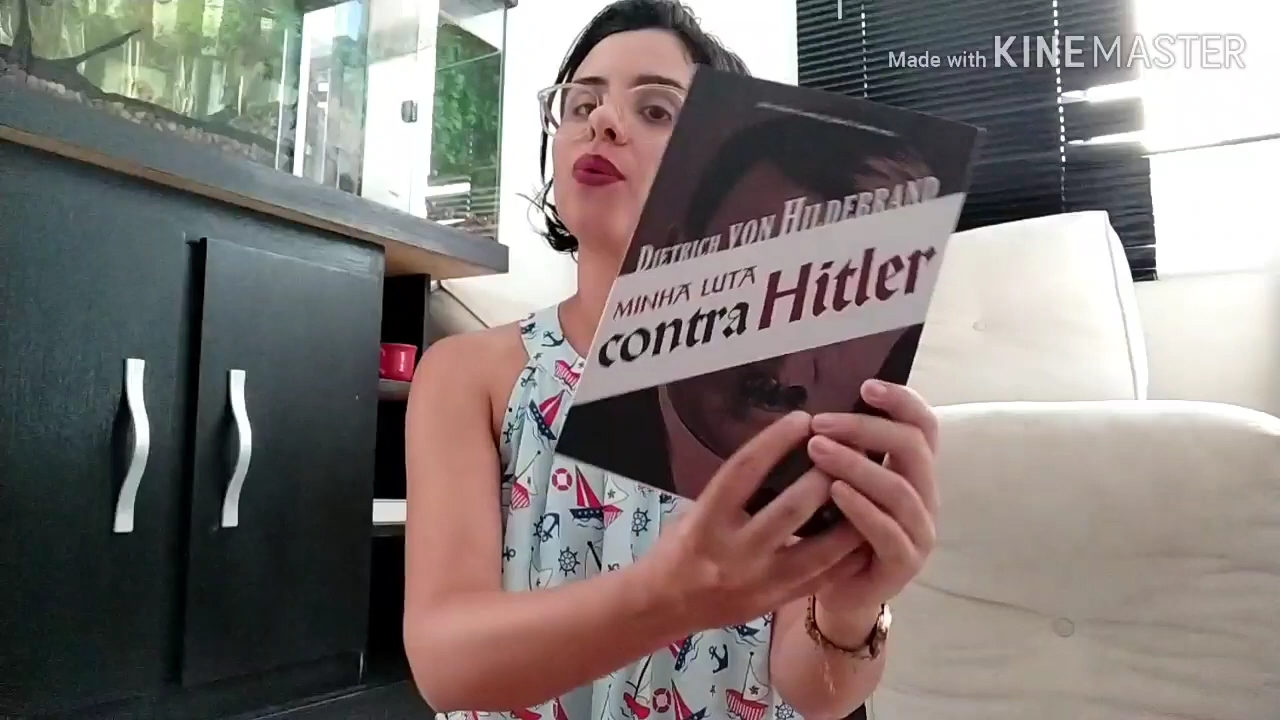 Made with KINEMASTER
DIETRICH VON HILDEBRAND
MINHA LUTA
contra Hitler